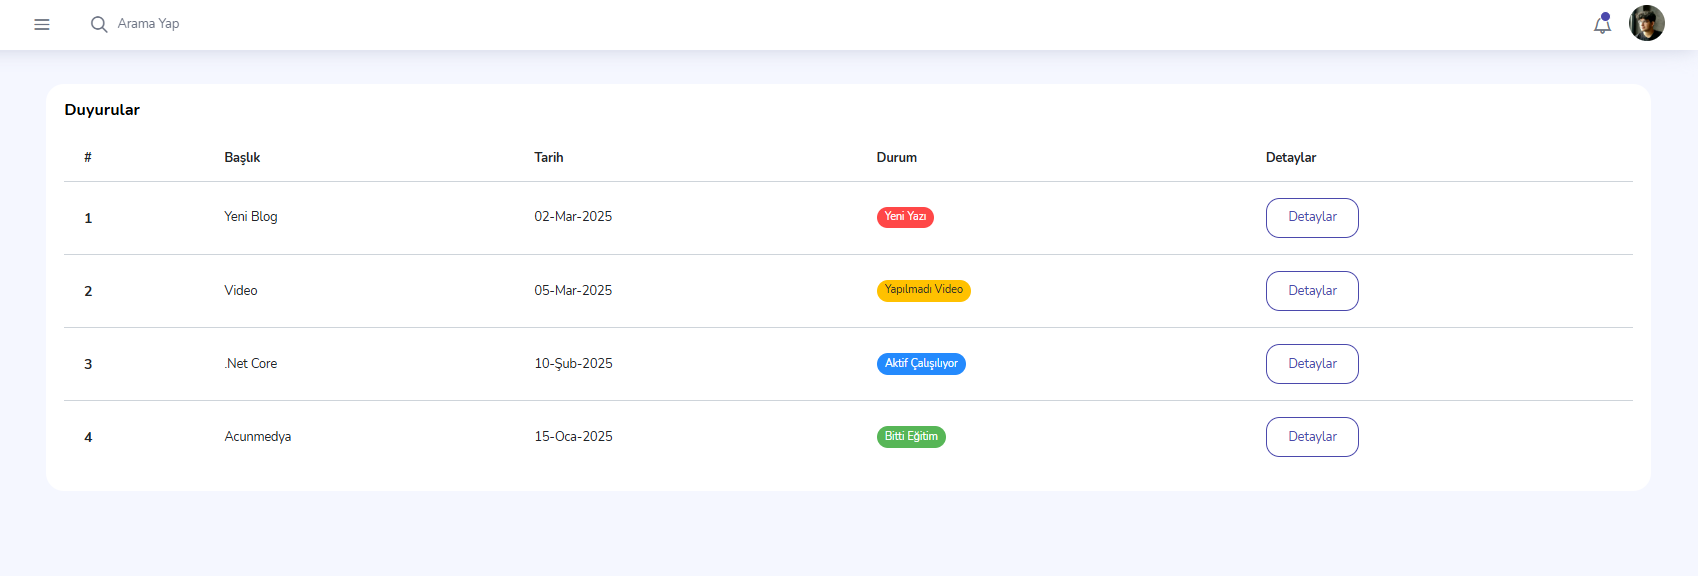 Arama Yap
Duyurular
# Başlık Tarih Durum Detaylar
1 Yeni Blog 02-Mar-2025 Yeni Yazı Detaylar
2 Video 05-Mar-2025 Yapılmadı Video Detaylar
3 .Net Core 10-Şub-2025 Aktif Çalışılıyor Detaylar
4 Acunmedya 15-Oca-2025 Bitti Eğitim Detaylar